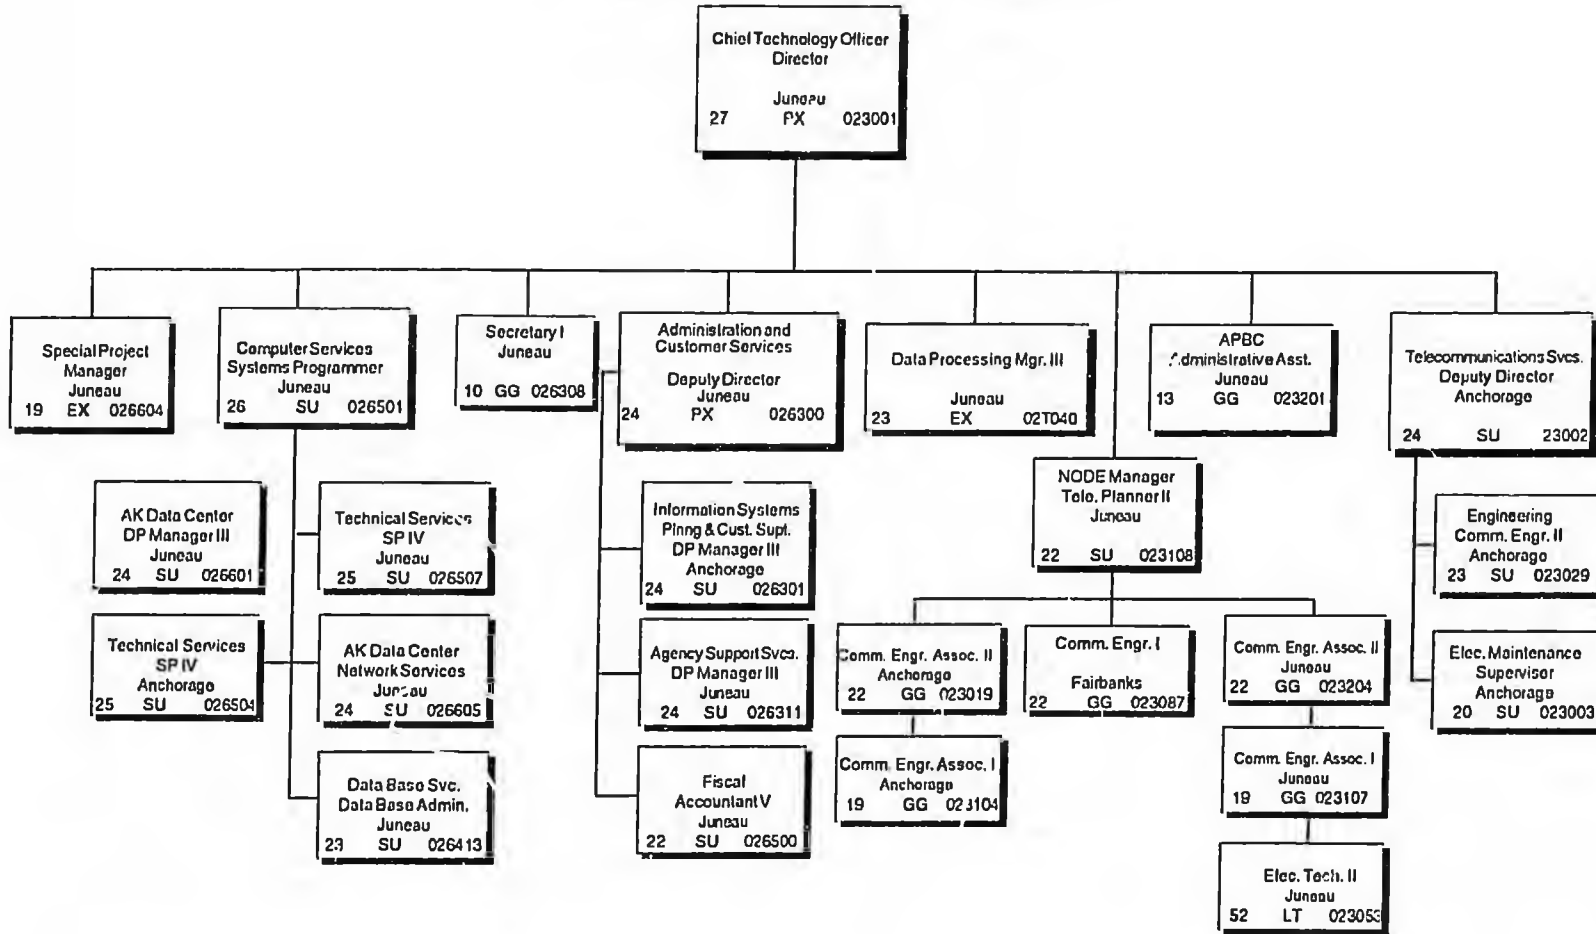 Chief Technology Officer
Director
Juneau
27 PX 023001
Special Project
Manager
Juneau
19 EX 026604
Computer Services
Systems Programmer
Juneau
26 SU 026501
Secretary I
Juneau
10 GG 026308
Administration and
Customer Services
Deputy Director
Juneau
24 PX 026300
Data Processing Mgr. III
Juneau
23 EX 02T040
APBC
Administrative Asst.
Juneau
13 GG 023201
Telecommunications Svcs.
Deputy Director
Anchorage
24 SU 23002
AK Data Center
DP Manager III
Juneau
24 SU 026601
Technical Services
SP IV
Juneau
25 SU 026507
Technical Services
SP IV
Anchorage
25 SU 026504
AK Data Center
Network Services
Juneau
24 SU 026605
Data Base Svc.
Data Base Admin.
Juneau
23 SU 026413
Information Systems
Plnng & Cust. Supt.
DP Manager III
Anchorage
24 SU 026301
Agency Support Svcs.
DP Manager III
Juneau
24 SU 026311
Fiscal
Accountant V
Juneau
22 SU 026500
NODE Manager
Tele. Planner II
Juneau
22 SU 023108
Comm. Engr. Assoc. II
Anchorage
22 GG 023019
Comm. Engr. Assoc. I
Anchorage
19 GG 023104
Comm. Engr. I
Fairbanks
22 GG 023087
Comm. Engr. Assoc. II
Juneau
22 GG 023204
Comm. Engr. Assoc. I
Juneau
19 GG 023107
Elec. Tech. II
Juneau
52 LT 023053
Engineering
Comm. Engr. II
Anchorage
23 SU 023029
Elec. Maintenance
Supervisor
Anchorage
20 SU 023003